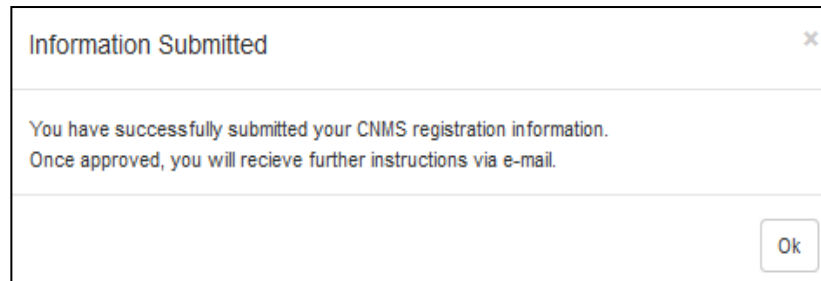 Information Submitted
×
You have successfully submitted your CNMS registration information.
Once approved, you will recieve further instructions via e-mail.
Ok